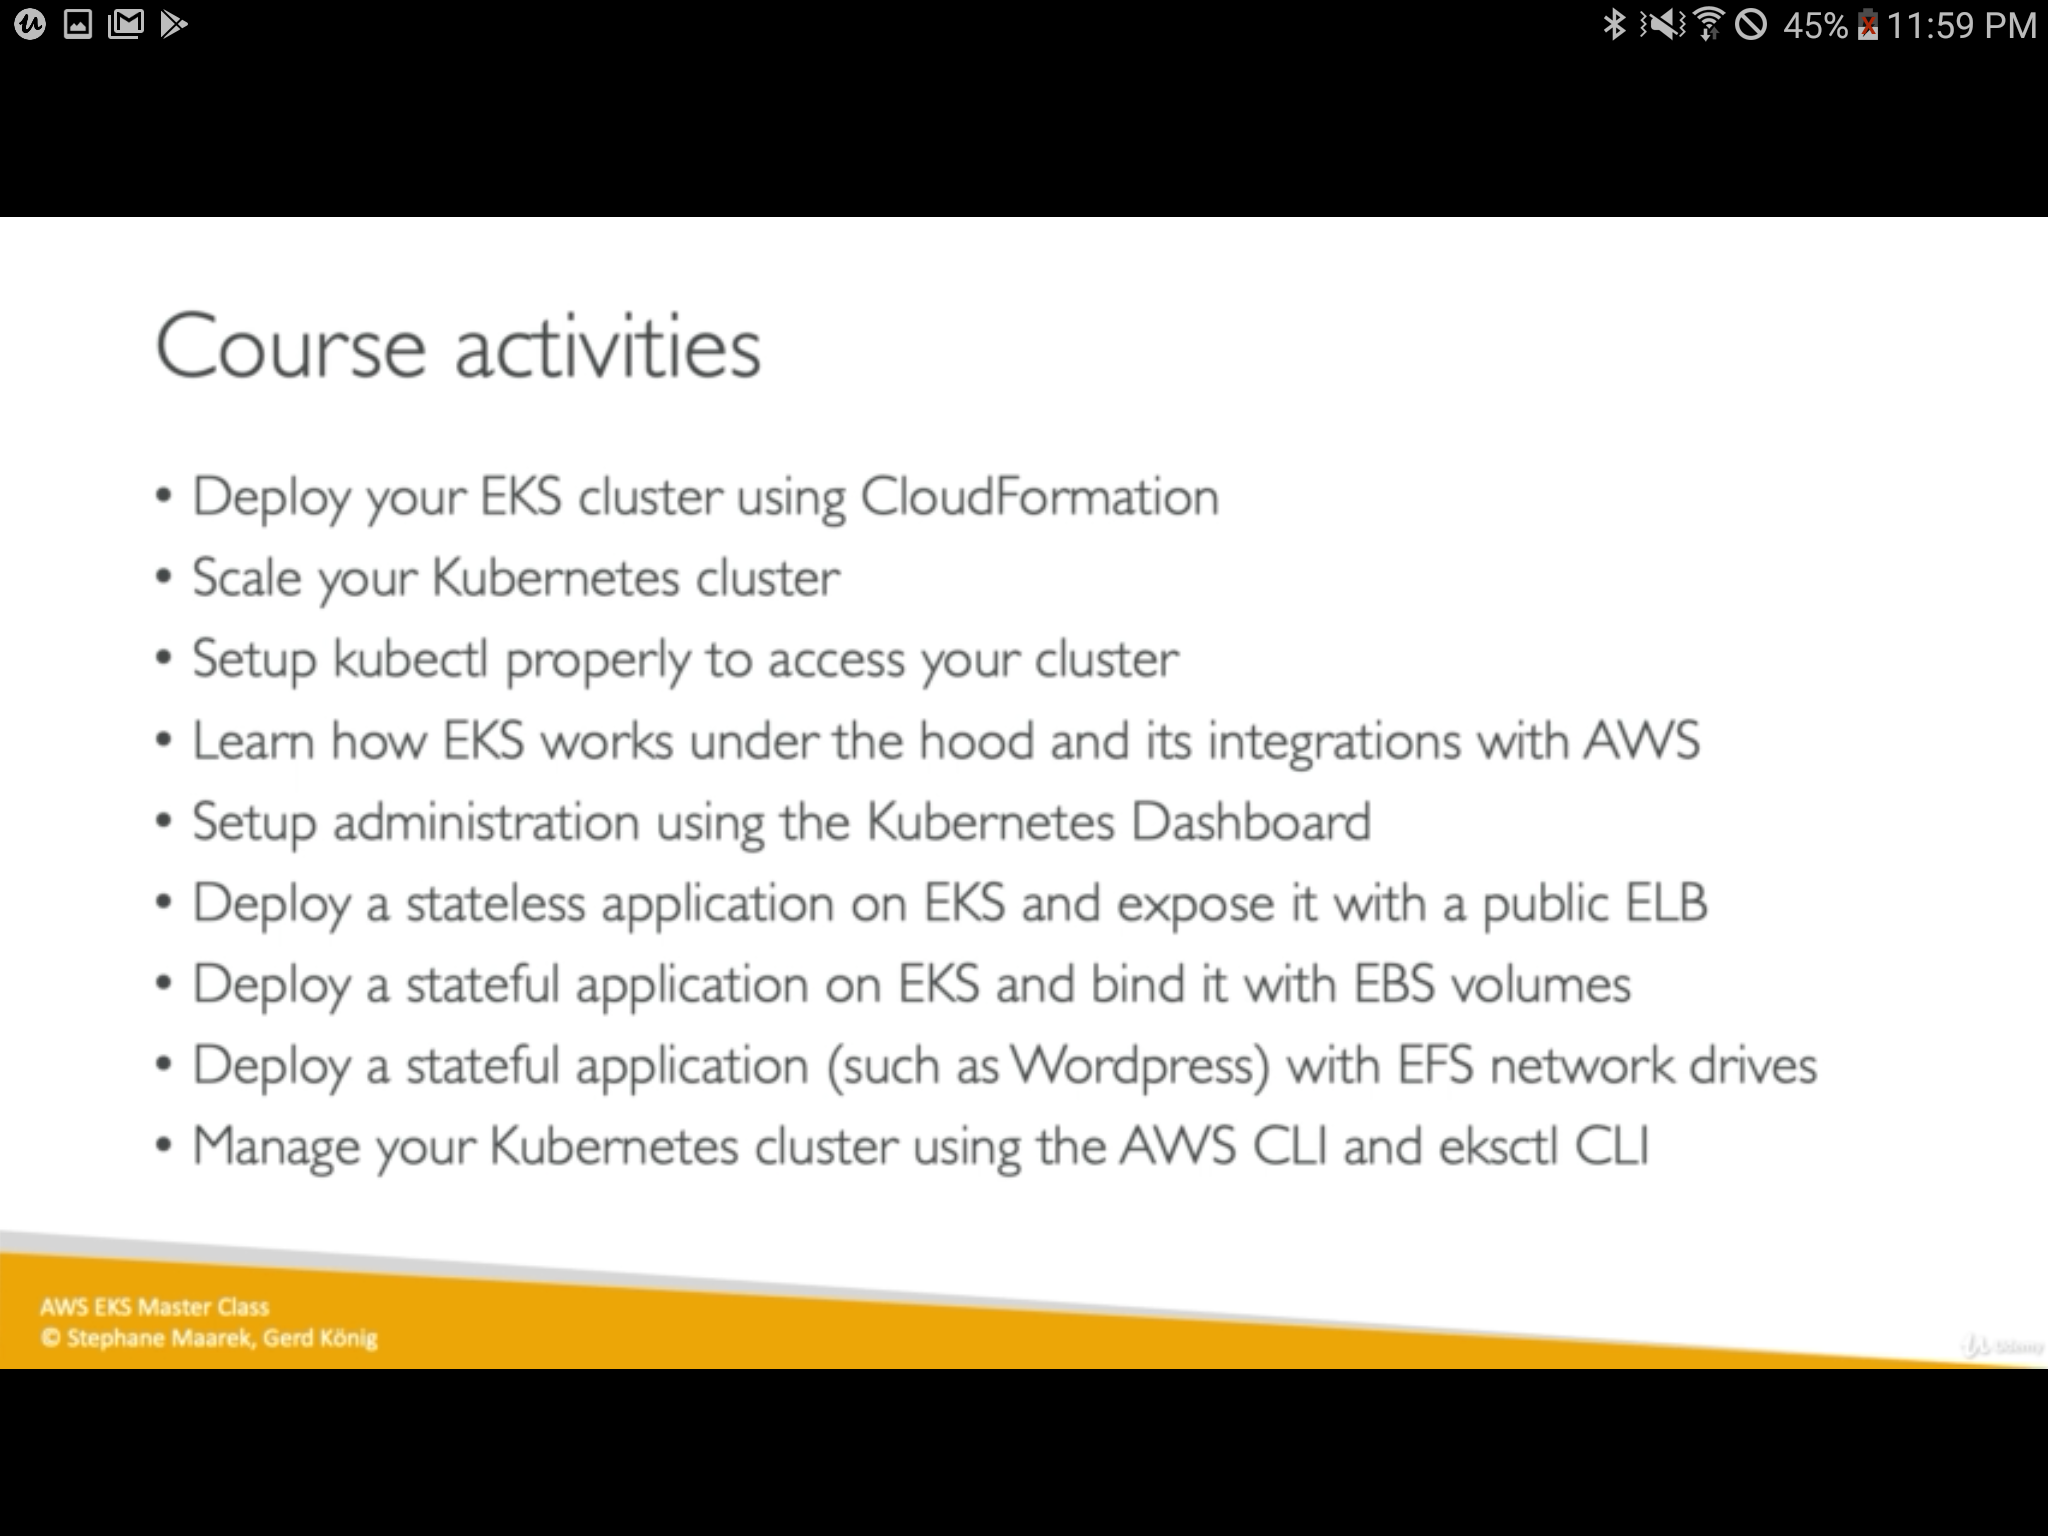 45% 11:59 PM
Course activities
• Deploy your EKS cluster using CloudFormation
• Scale your Kubernetes cluster
• Setup kubectl properly to access your cluster
• Learn how EKS works under the hood and its integrations with AWS
• Setup administration using the Kubernetes Dashboard
• Deploy a stateless application on EKS and expose it with a public ELB
• Deploy a stateful application on EKS and bind it with EBS volumes
• Deploy a stateful application (such as Wordpress) with EFS network drives
• Manage your Kubernetes cluster using the AWS CLI and eksctl CLI
AWS EKS Master Class
© Stephane Maarek, Gerd König
Udemy